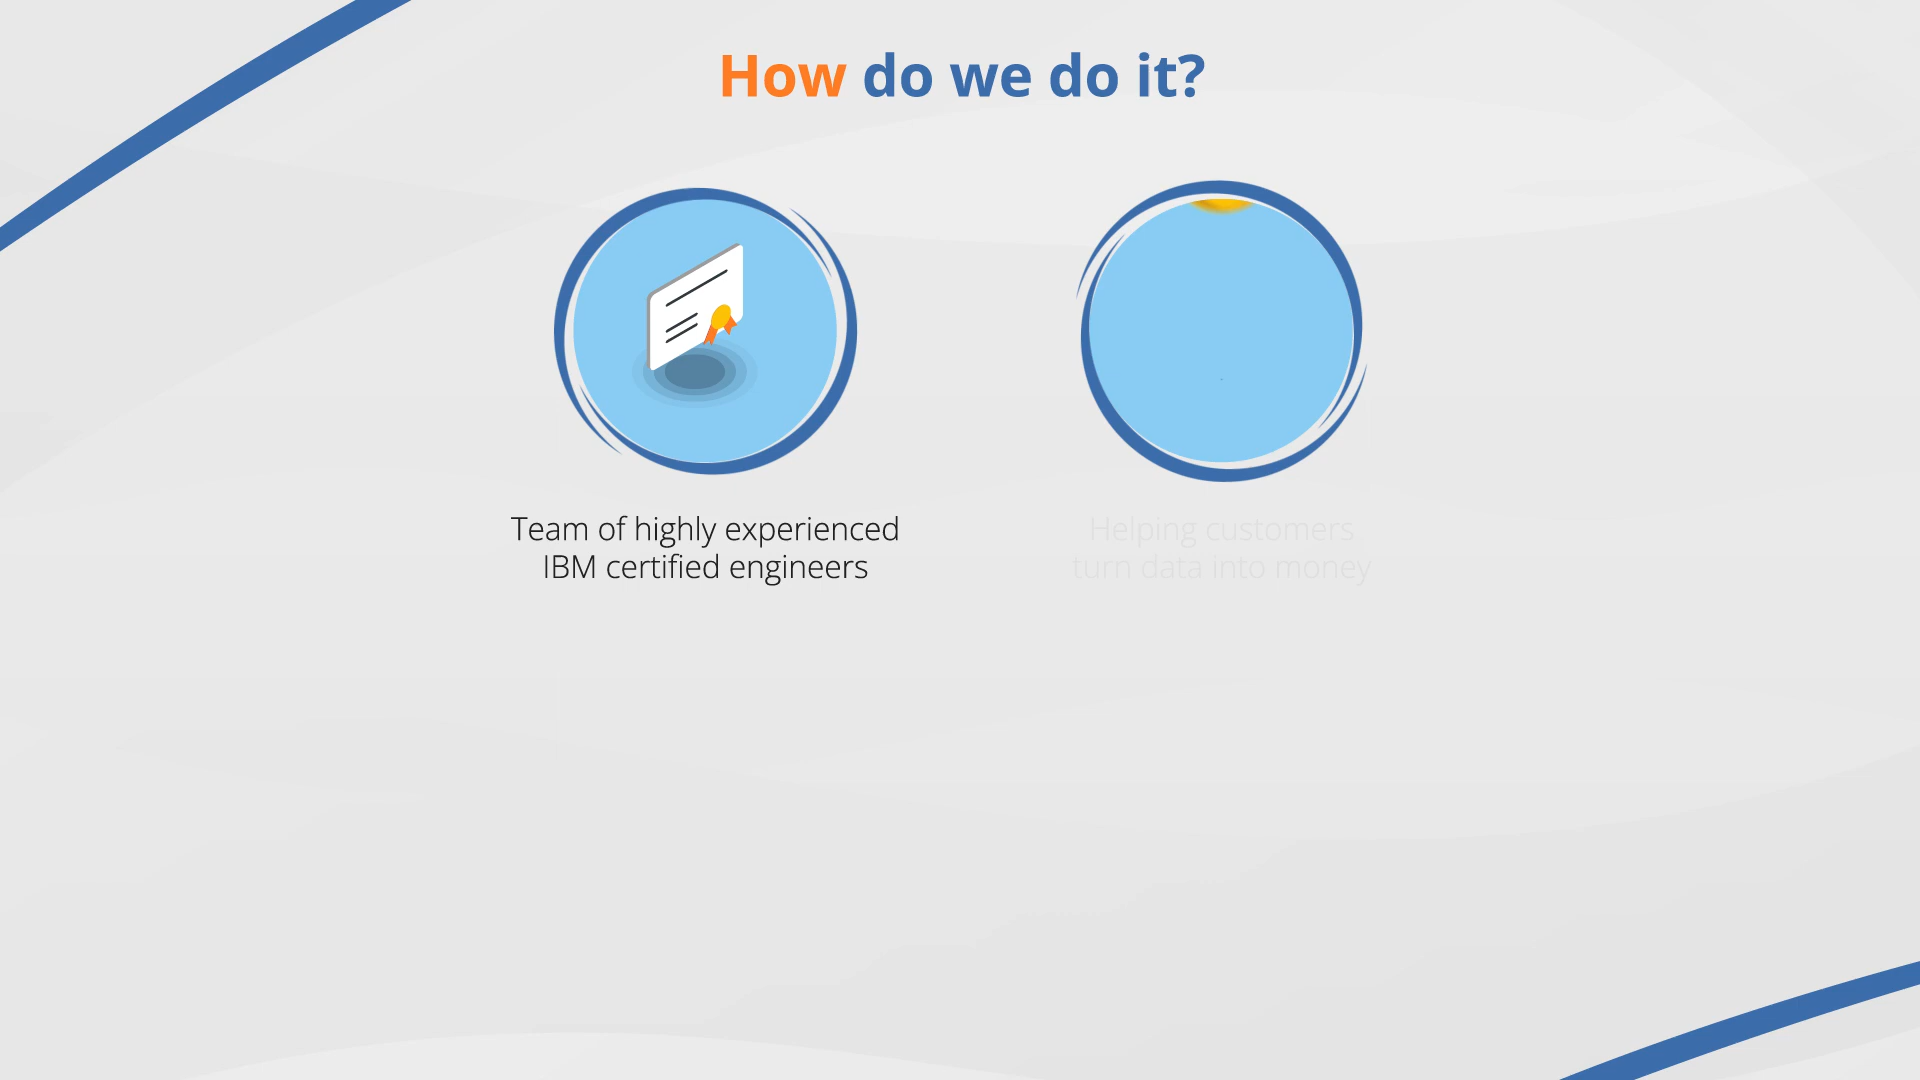 How do we do it?
Team of highly experienced
IBM certified engineers
Helping customers
turn data into money